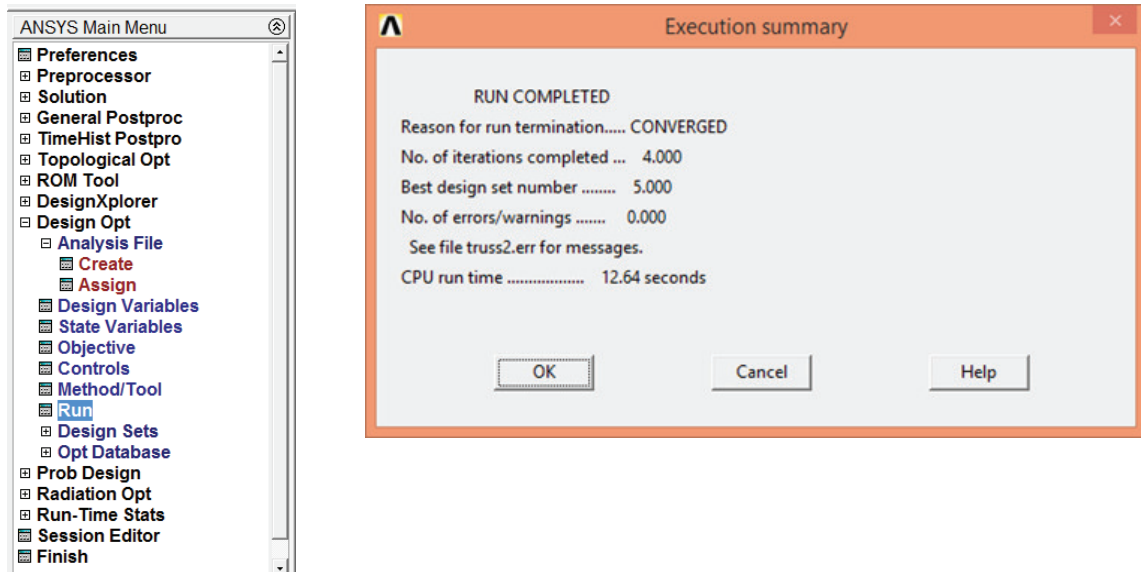 ANSYS Main Menu
Preferences
Preprocessor
Solution
General Postproc
TimeHist Postpro
Topological Opt
ROM Tool
DesignXplorer
Design Opt
Analysis File
Create
Assign
Design Variables
State Variables
Objective
Controls
Method/Tool
Run
Design Sets
Opt Database
Prob Design
Radiation Opt
Run-Time Stats
Session Editor
Finish
Execution summary
RUN COMPLETED
Reason for run termination..... CONVERGED
No. of iterations completed ... 4.000
Best design set number ........ 5.000
No. of errors/warnings ....... 0.000
See file truss2.err for messages.
CPU run time .................. 12.64 seconds
OK Cancel Help